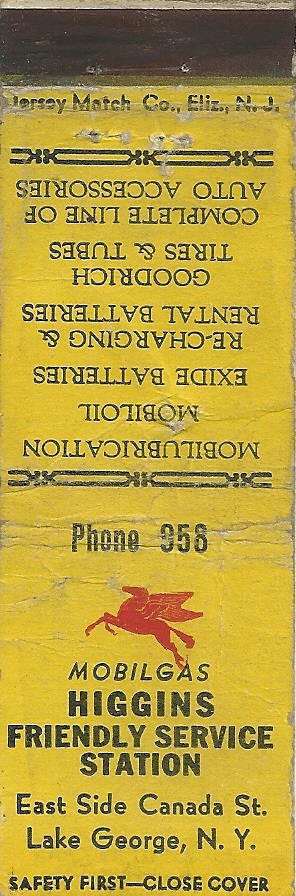 Jersey Match Co., Eliz., N. J.
MOBILUBRICATION
MOBILOIL
EXIDE BATTERIES
RE-CHARGING &
RENTAL BATTERIES
GOODRICH
TIRES & TUBES
COMPLETE LINE OF
AUTO ACCESSORIES
Phone 958
MOBILGAS
HIGGINS
FRIENDLY SERVICE
STATION
East Side Canada St.
Lake George, N. Y.
SAFETY FIRST—CLOSE COVER